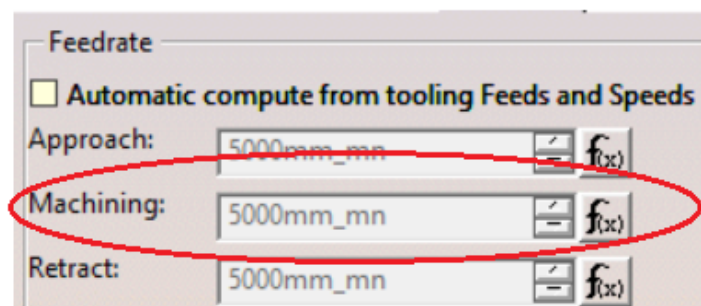 Feedrate
Automatic compute from tooling Feeds and Speeds
Approach: 5000mm_mn f(x)
Machining: 5000mm_mn f(x)
Retract: 5000mm_mn f(x)